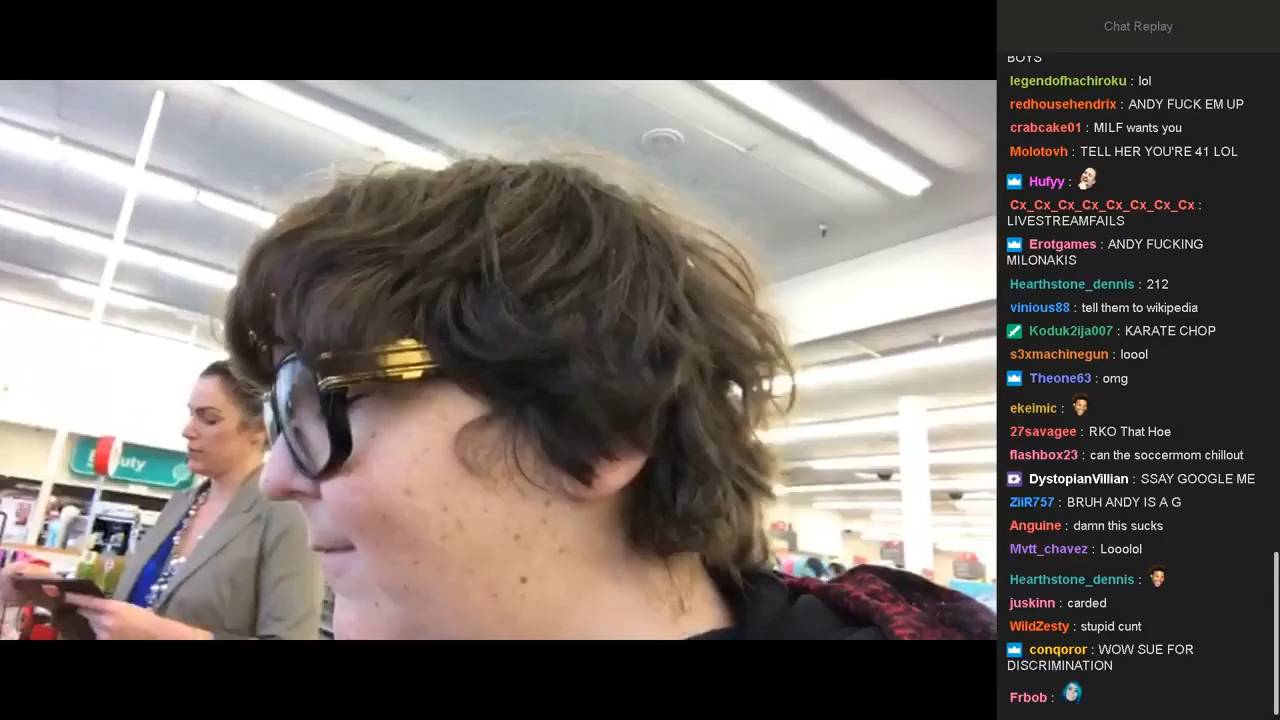 Chat Replay
BOYS
legendofhachiroku : lol
redhousehendrix : ANDY FUCK EM UP
crabcake01 : MILF wants you
Molotovh : TELL HER YOU'RE 41 LOL
Hufyy :
Cx_Cx_Cx_Cx_Cx_Cx_Cx_Cx :
LIVESTREAMFAILS
Erotgames : ANDY FUCKING
MILONAKIS
Hearthstone_dennis : 212
vinious88 : tell them to wikipedia
Koduk2ija007 : KARATE CHOP
s3xmachinegun : loool
Theone63 : omg
ekeimic :
27savagee : RKO That Hoe
flashbox23 : can the soccermom chillout
DystopianVillian : SSAY GOOGLE ME
ZiiR757 : BRUH ANDY IS A G
Anguine : damn this sucks
Mvtt_chavez : Looolol
Hearthstone_dennis :
juskinn : carded
WildZesty : stupid cunt
conqoror : WOW SUE FOR
DISCRIMINATION
Frbob :